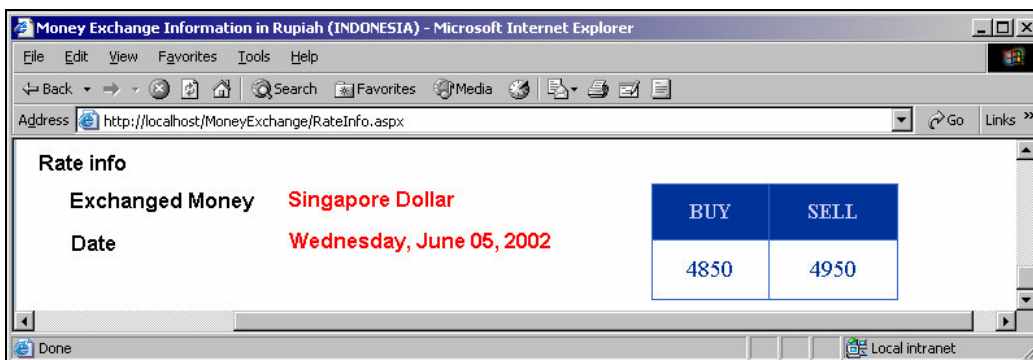 Money Exchange Information in Rupiah (INDONESIA) - Microsoft Internet Explorer
File Edit View Favorites Tools Help
Back Search Favorites Media
Address http://localhost/MoneyExchange/RateInfo.aspx Go Links »
Rate info
Exchanged Money Singapore Dollar
Date Wednesday, June 05, 2002
BUY SELL
4850 4950
Done Local intranet